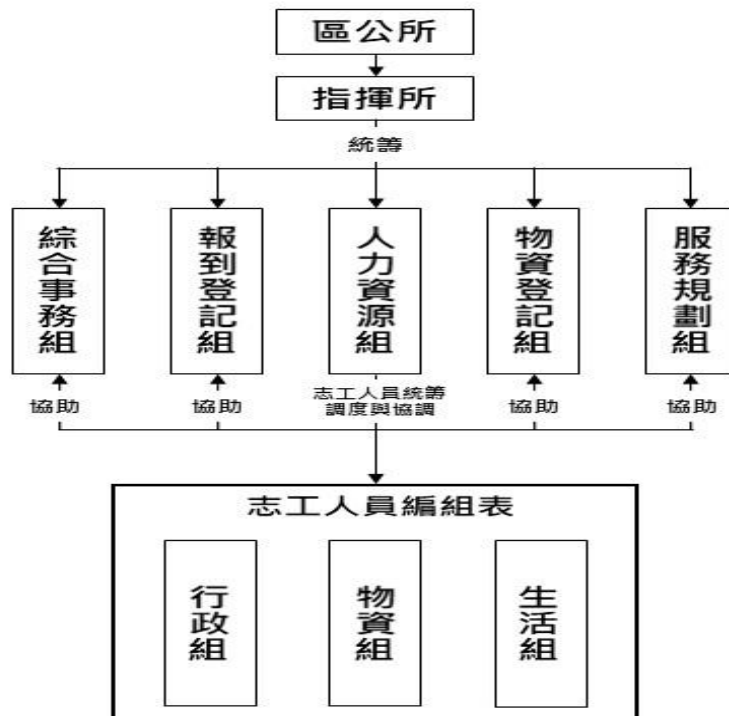 區公所
指揮所
統籌
綜合事務組
報到登記組
人力資源組
物資登記組
服務規劃組
協助
協助
志工人員統籌
調度與協調
協助
協助
志工人員編組表
行政組
物資組
生活組